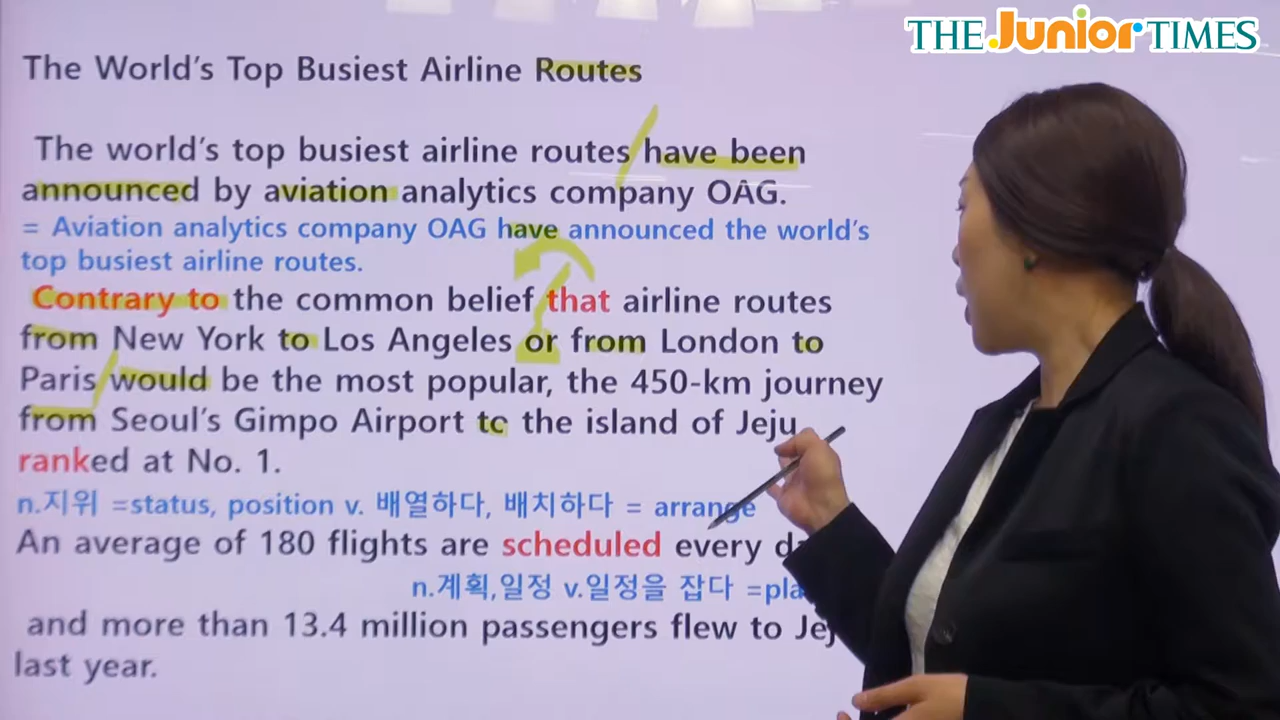 THE Junior TIMES
The World's Top Busiest Airline Routes
The world's top busiest airline routes have been
announced by aviation analytics company OAG.
= Aviation analytics company OAG have announced the world's
top busiest airline routes.
Contrary to the common belief that airline routes
from New York to Los Angeles or from London to
Paris would be the most popular, the 450-km journey
from Seoul's Gimpo Airport to the island of Jeju
ranked at No. 1.
n.지위 =status, position v. 배열하다, 배치하다 = arrange
An average of 180 flights are scheduled every
n.계획,일정 v.일정을 잡다
and more than 13.4 million passengers flew to
last year.